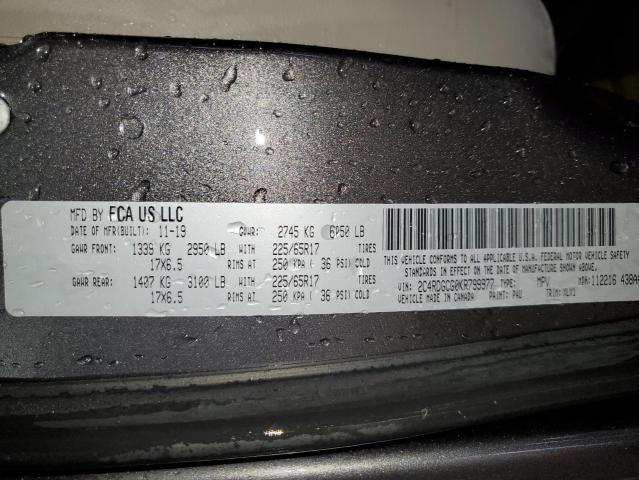 MFD BY FCA US LLC
DATE OF MFR(BUILT): 11-19 GVWR: 2745 KG 6050 LB
GAWR FRONT: 1339 KG 2950 LB WITH 225/65R17 TIRES
17X6.5 RIMS AT 250 KPA ( 36 PSI) COLD
GAWR REAR: 1407 KG 3100 LB WITH 225/65R17 TIRES
17X6.5 RIMS AT 250 KPA ( 36 PSI) COLD
THIS VEHICLE CONFORMS TO ALL APPLICABLE U.S.A. FEDERAL MOTOR VEHICLE SAFETY
STANDARDS IN EFFECT ON THE DATE OF MANUFACTURE SHOWN ABOVE.
VIN: 2C4RDGCG0KR799977 TYPE: MPV MDH: 112216 438AA
VEHICLE MADE IN CANADA PAINT: PAU TRIM: